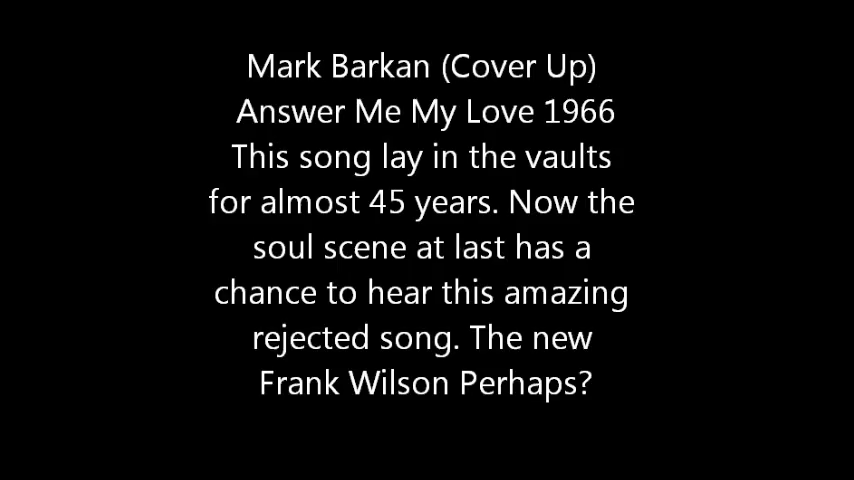 Mark Barkan (Cover Up)
Answer Me My Love 1966
This song lay in the vaults
for almost 45 years. Now the
soul scene at last has a
chance to hear this amazing
rejected song. The new
Frank Wilson Perhaps?